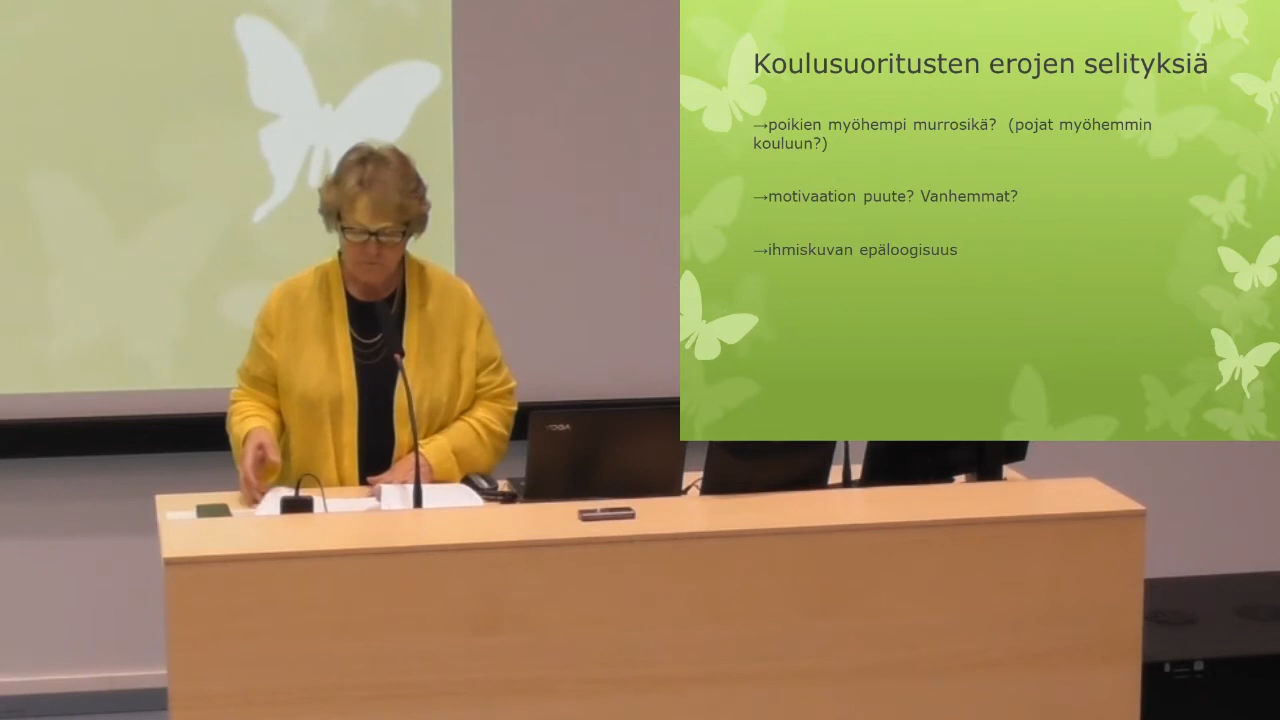 Koulusuoritusten erojen selityksiä
→poikien myöhempi murrosikä? (pojat myöhemmin
kouluun?)
→motivaation puute? Vanhemmat?
→ihmiskuvan epäloogisuus
YOGA